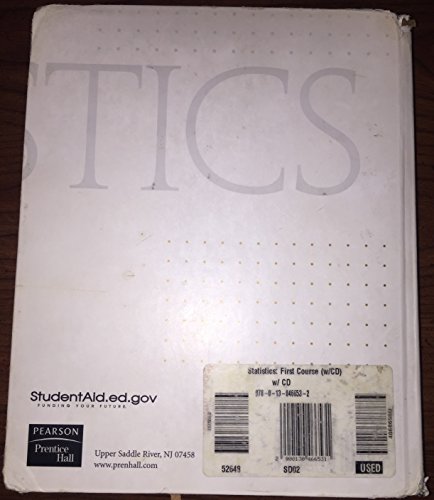 STICS
Statistics: First Course (w/CD)
w/ CD
978-0-13-046653-2
StudentAid.ed.gov
FUNDING YOUR FUTURE.
PEARSON
Prentice
Hall
Upper Saddle River, NJ 07458
www.prenhall.com
52649
SD02
USED